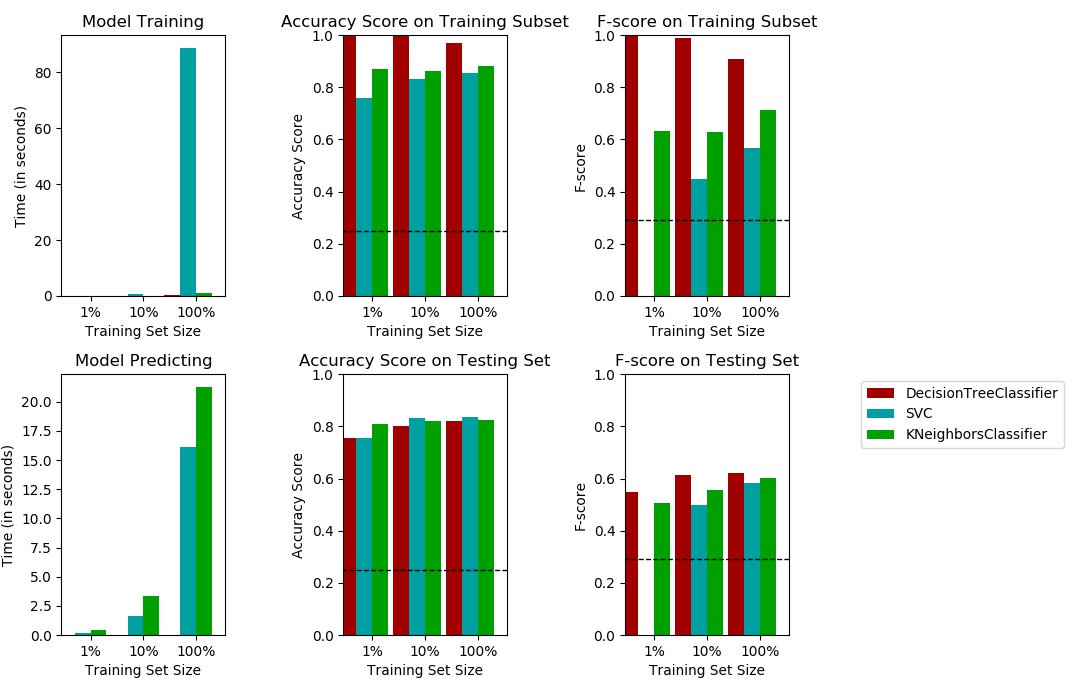 Model Training
Time (in seconds)
80
60
40
20
0
1% 10% 100%
Training Set Size
Accuracy Score on Training Subset
Accuracy Score
1.0
0.8
0.6
0.4
0.2
0.0
1% 10% 100%
Training Set Size
F-score on Training Subset
F-score
1.0
0.8
0.6
0.4
0.2
0.0
1% 10% 100%
Training Set Size
Model Predicting
Time (in seconds)
20.0
17.5
15.0
12.5
10.0
7.5
5.0
2.5
0.0
1% 10% 100%
Training Set Size
Accuracy Score on Testing Set
Accuracy Score
1.0
0.8
0.6
0.4
0.2
0.0
1% 10% 100%
Training Set Size
F-score on Testing Set
F-score
1.0
0.8
0.6
0.4
0.2
0.0
1% 10% 100%
Training Set Size
DecisionTreeClassifier
SVC
KNeighborsClassifier